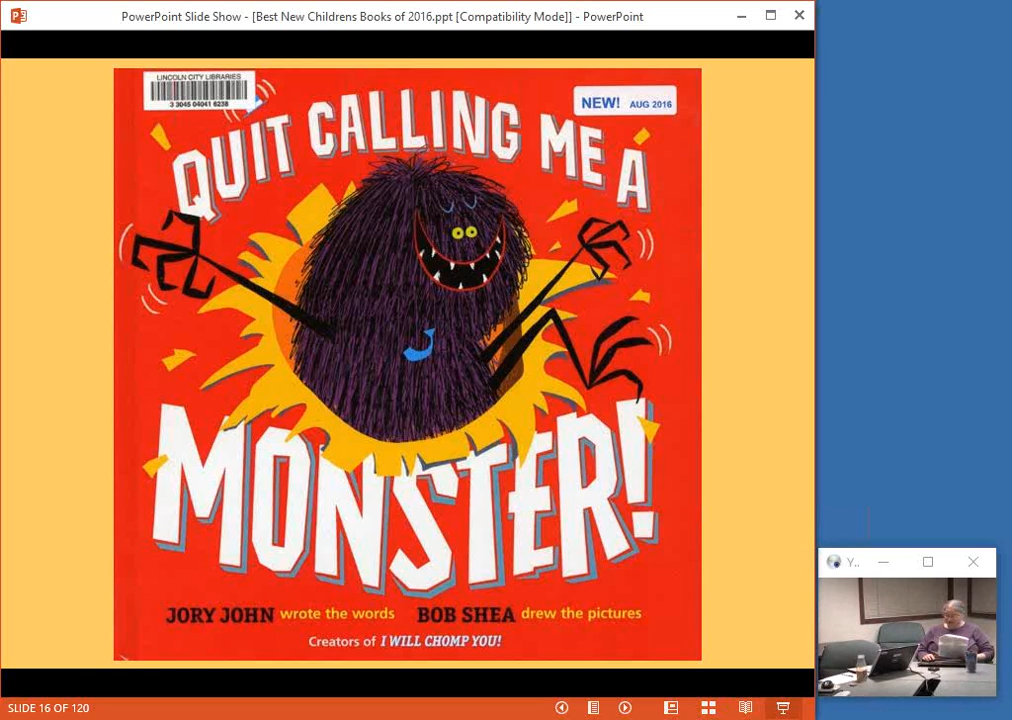 PowerPoint Slide Show - [Best New Childrens Books of 2016.ppt [Compatibility Mode]] - PowerPoint
LINCOLN CITY LIBRARIES
3 3045 04041 6238
NEW! AUG 2016
QUIT CALLING ME A
MONSTER!
JORY JOHN wrote the words BOB SHEA drew the pictures
Creators of I WILL CHOMP YOU!
Y..
SLIDE 16 OF 120